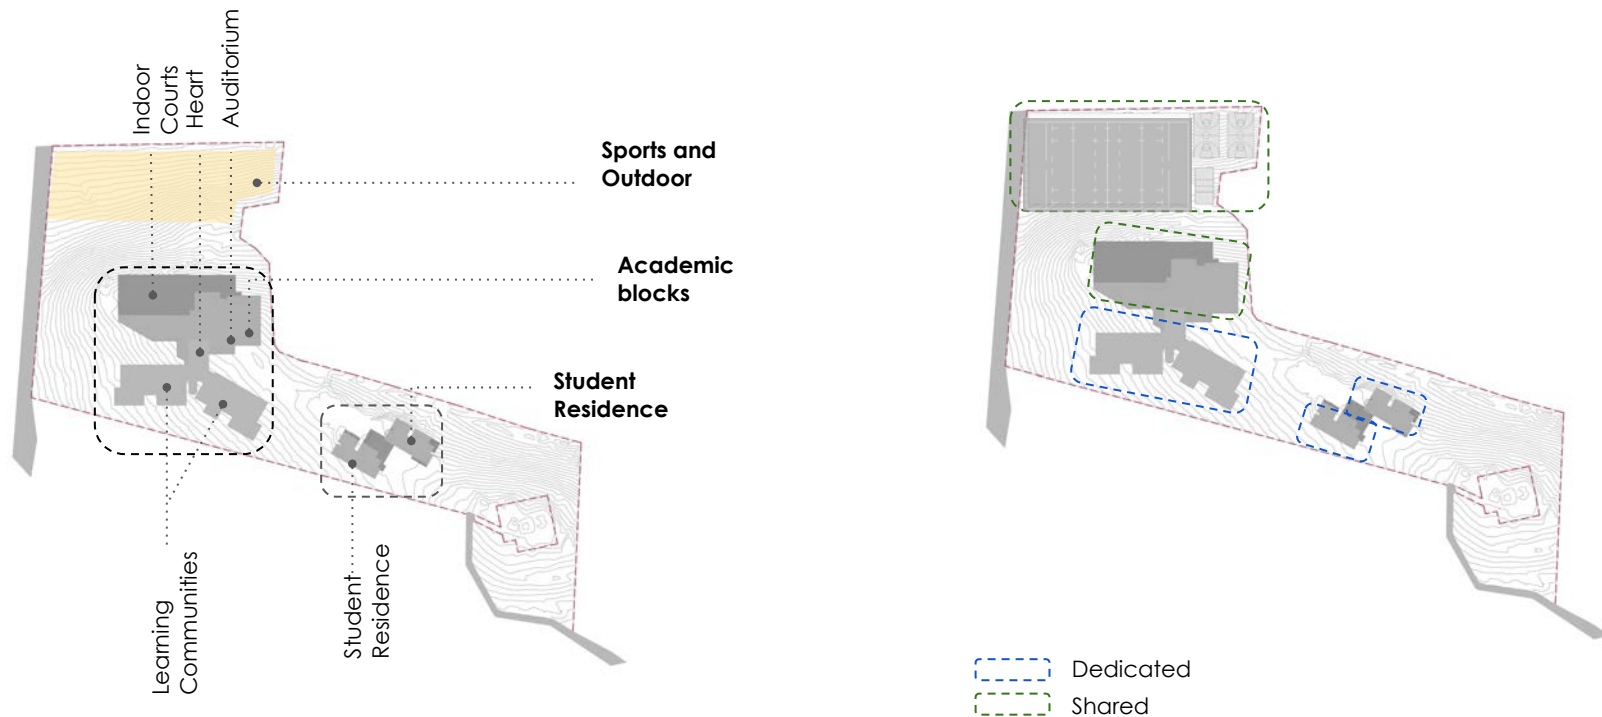 Indoor
Courts
Heart
Auditorium
Sports and
Outdoor
Academic
blocks
Student
Residence
Learning
Communities
Student
Residence
Dedicated
Shared